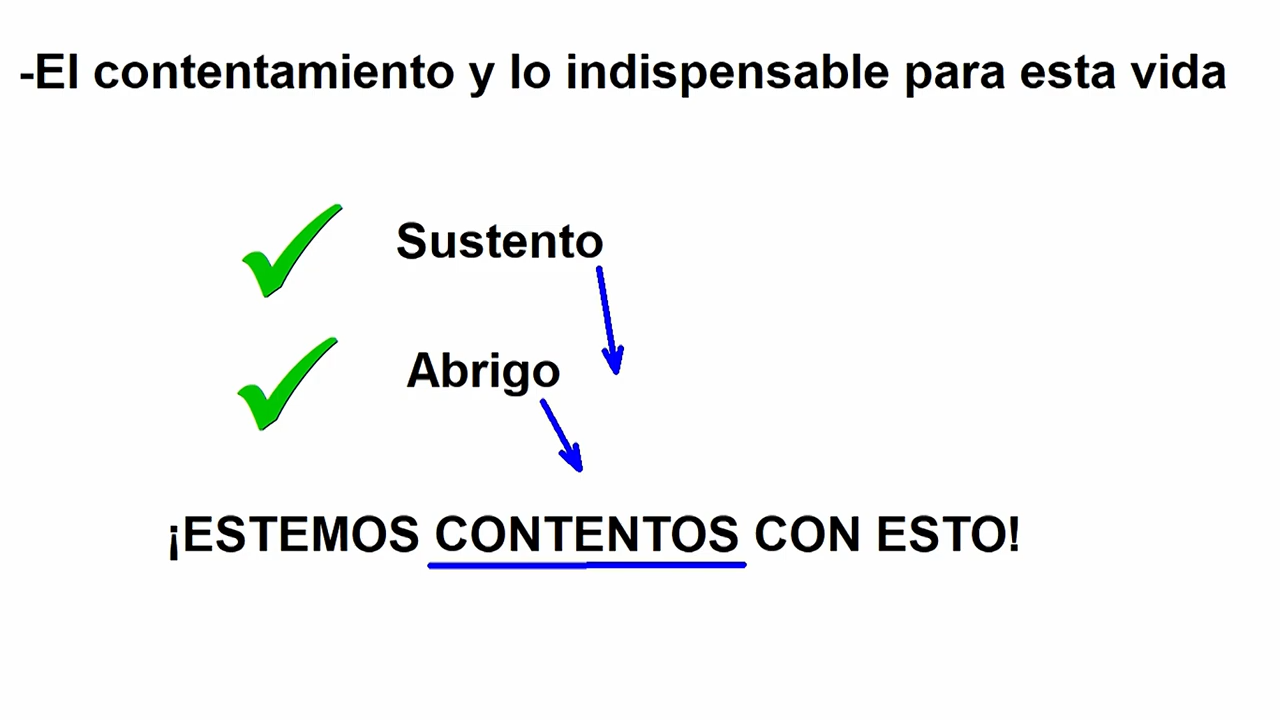 -El contentamiento y lo indispensable para esta vida
Sustento
Abrigo
¡ESTEMOS CONTENTOS CON ESTO!